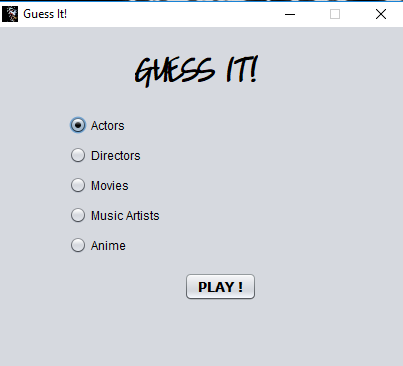 Guess It!
GUESS IT!
Actors
Directors
Movies
Music Artists
Anime
PLAY !